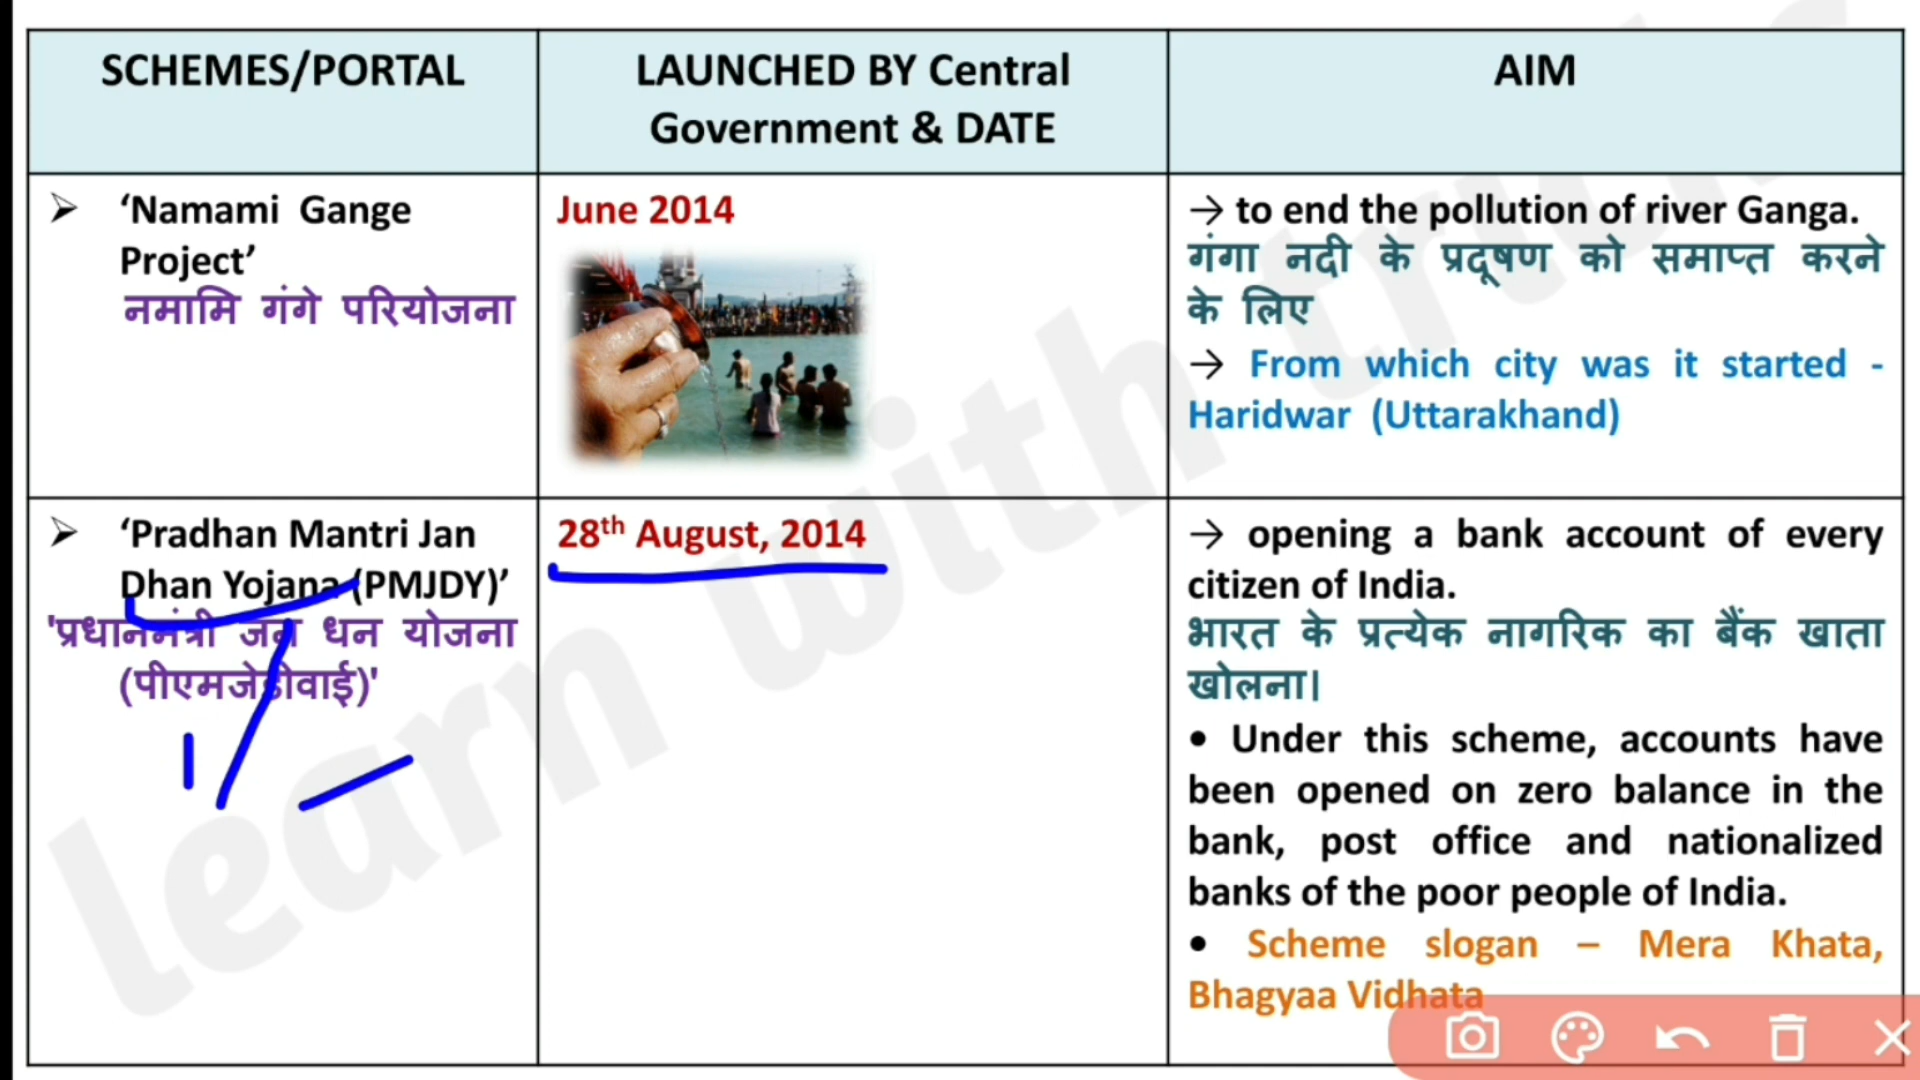 SCHEMES/PORTAL
LAUNCHED BY Central
Government & DATE
AIM
➢ ‘Namami Gange
Project’
नमामि गंगे परियोजना
June 2014
→ to end the pollution of river Ganga.
गंगा नदी के प्रदूषण को समाप्त करने
के लिए
→ From which city was it started -
Haridwar (Uttarakhand)
➢ ‘Pradhan Mantri Jan
Dhan Yojana (PMJDY)’
'प्रधानमंत्री जन धन योजना
(पीएमजेडीवाई)'
28th August, 2014
→ opening a bank account of every
citizen of India.
भारत के प्रत्येक नागरिक का बैंक खाता
खोलना।
• Under this scheme, accounts have
been opened on zero balance in the
bank, post office and nationalized
banks of the poor people of India.
• Scheme slogan – Mera Khata,
Bhagyaa Vidhata
learn with